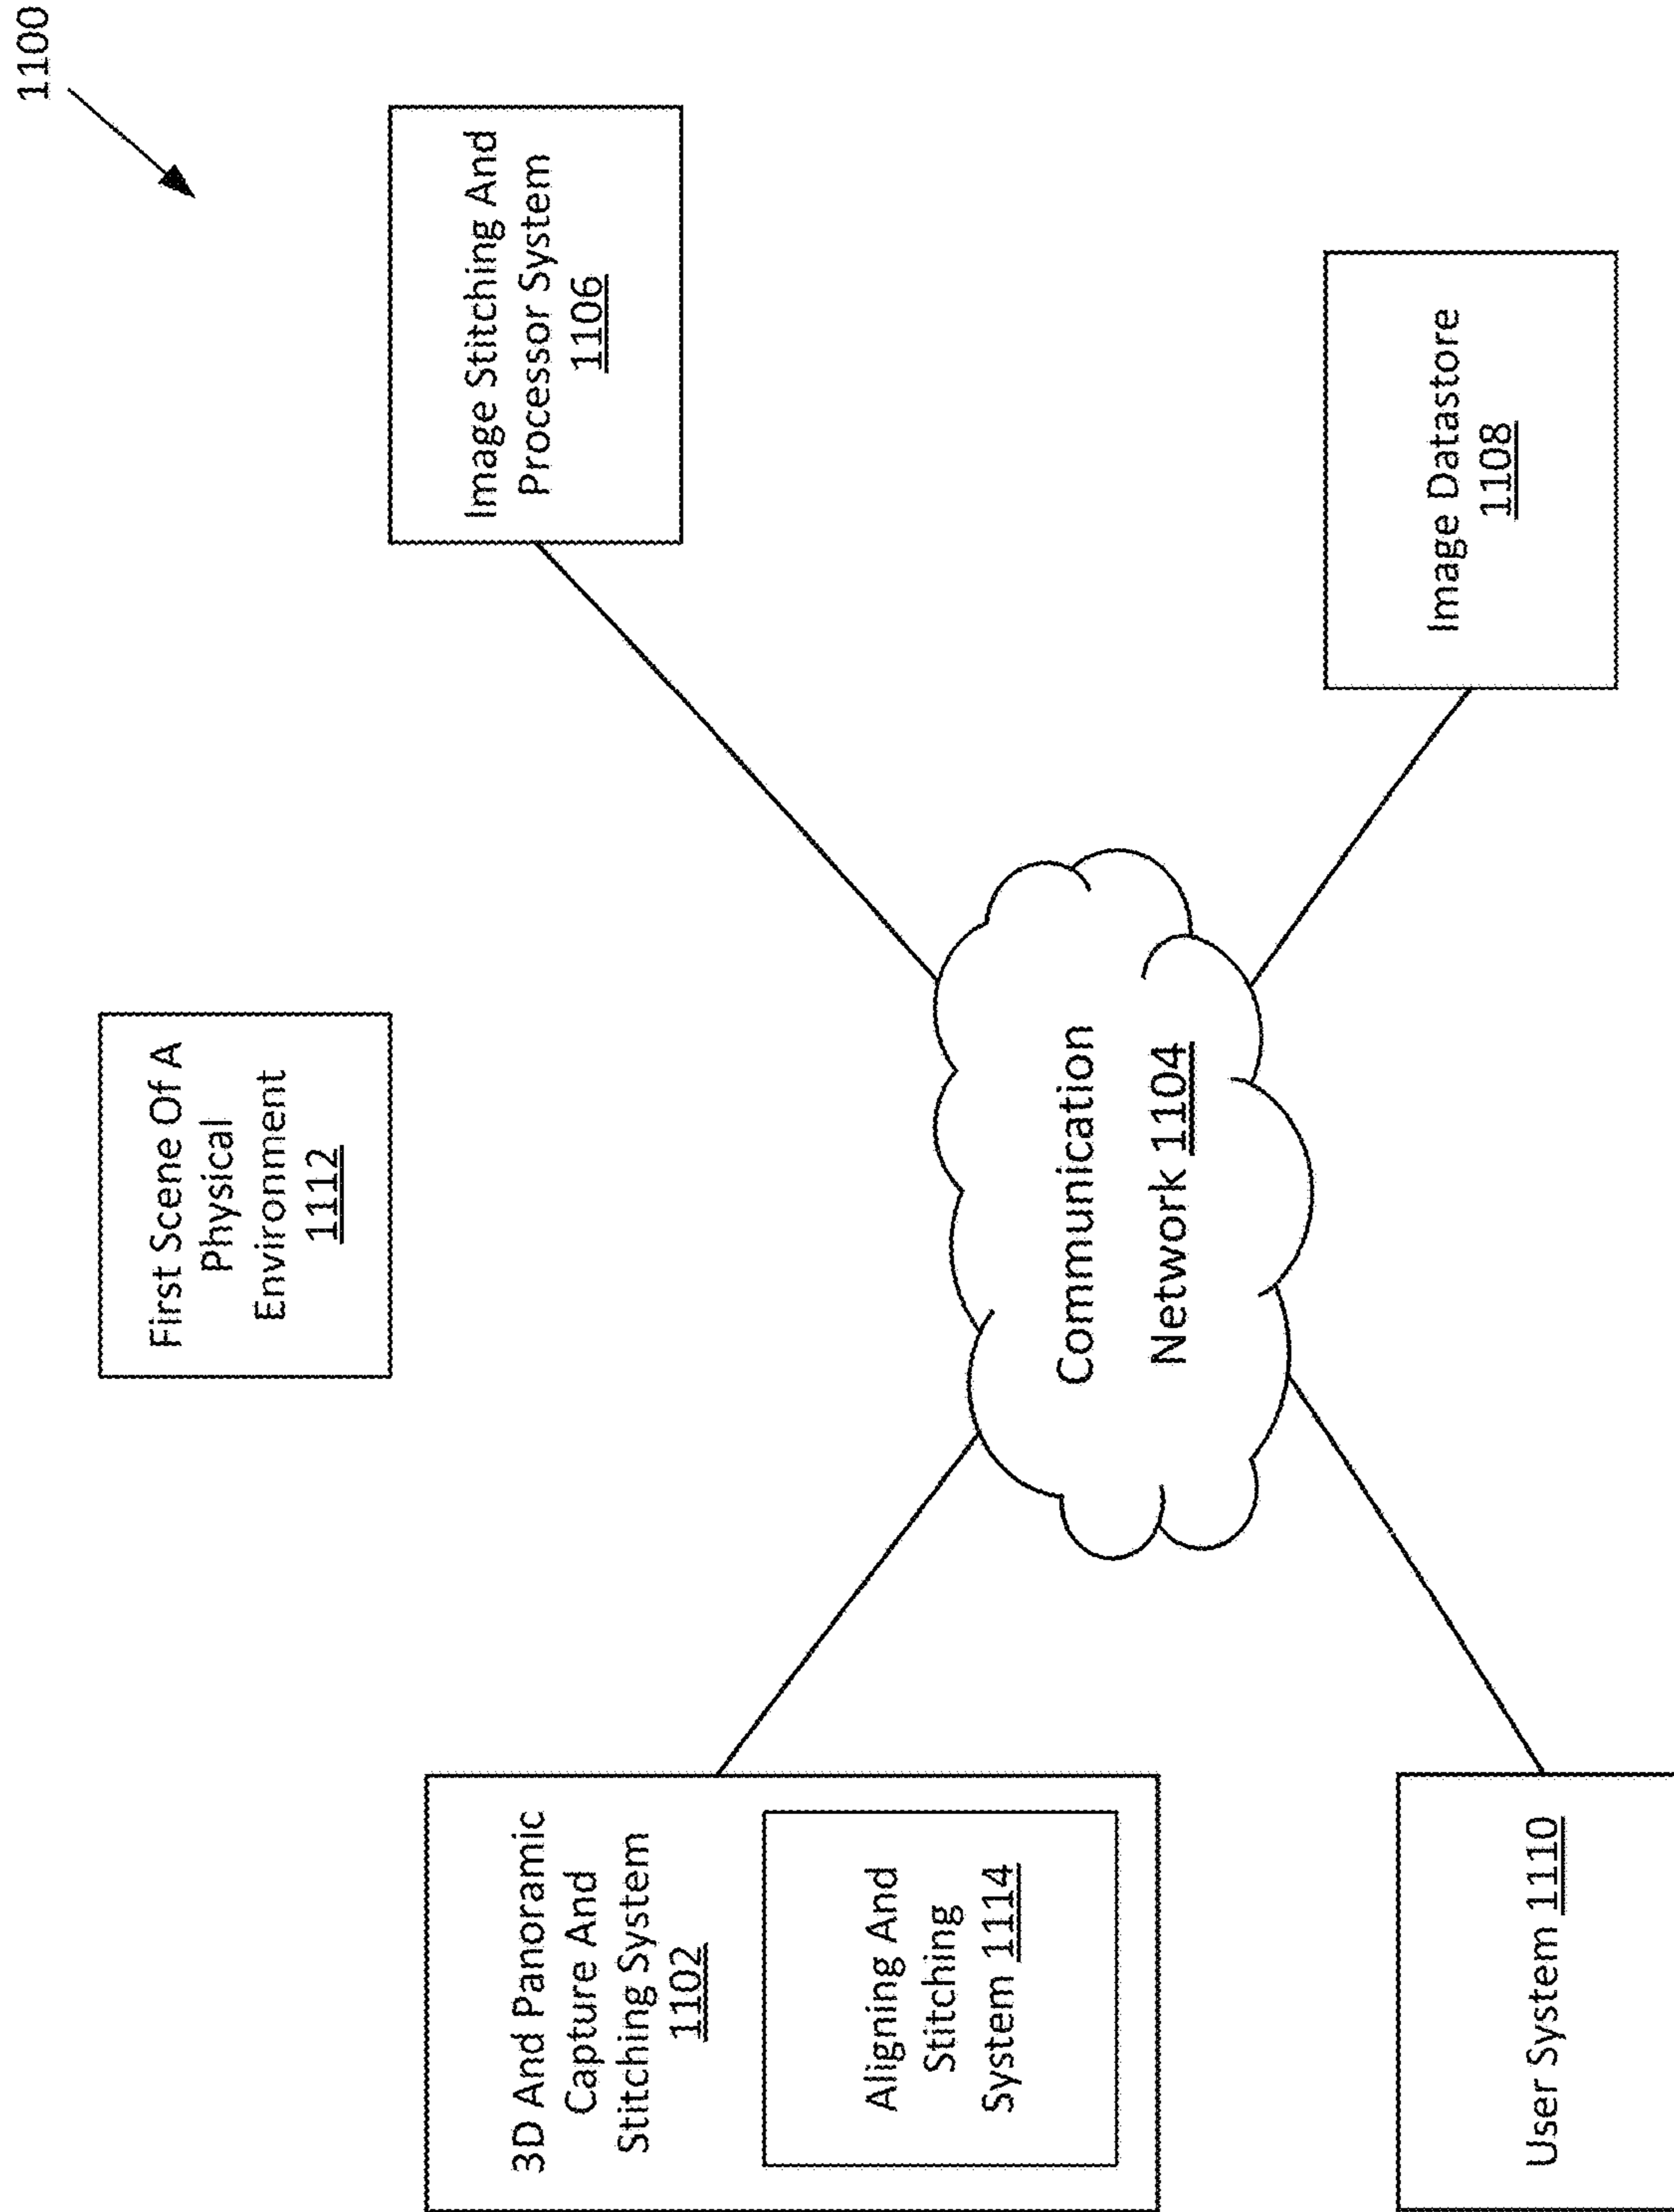 1100
First Scene Of A
Physical
Environment
1112
3D And Panoramic
Capture And
Stitching System
1102
Aligning And
Stitching
System 1114
Image Stitching And
Processor System
1106
Communication
Network 1104
User System 1110
Image Datastore
1108